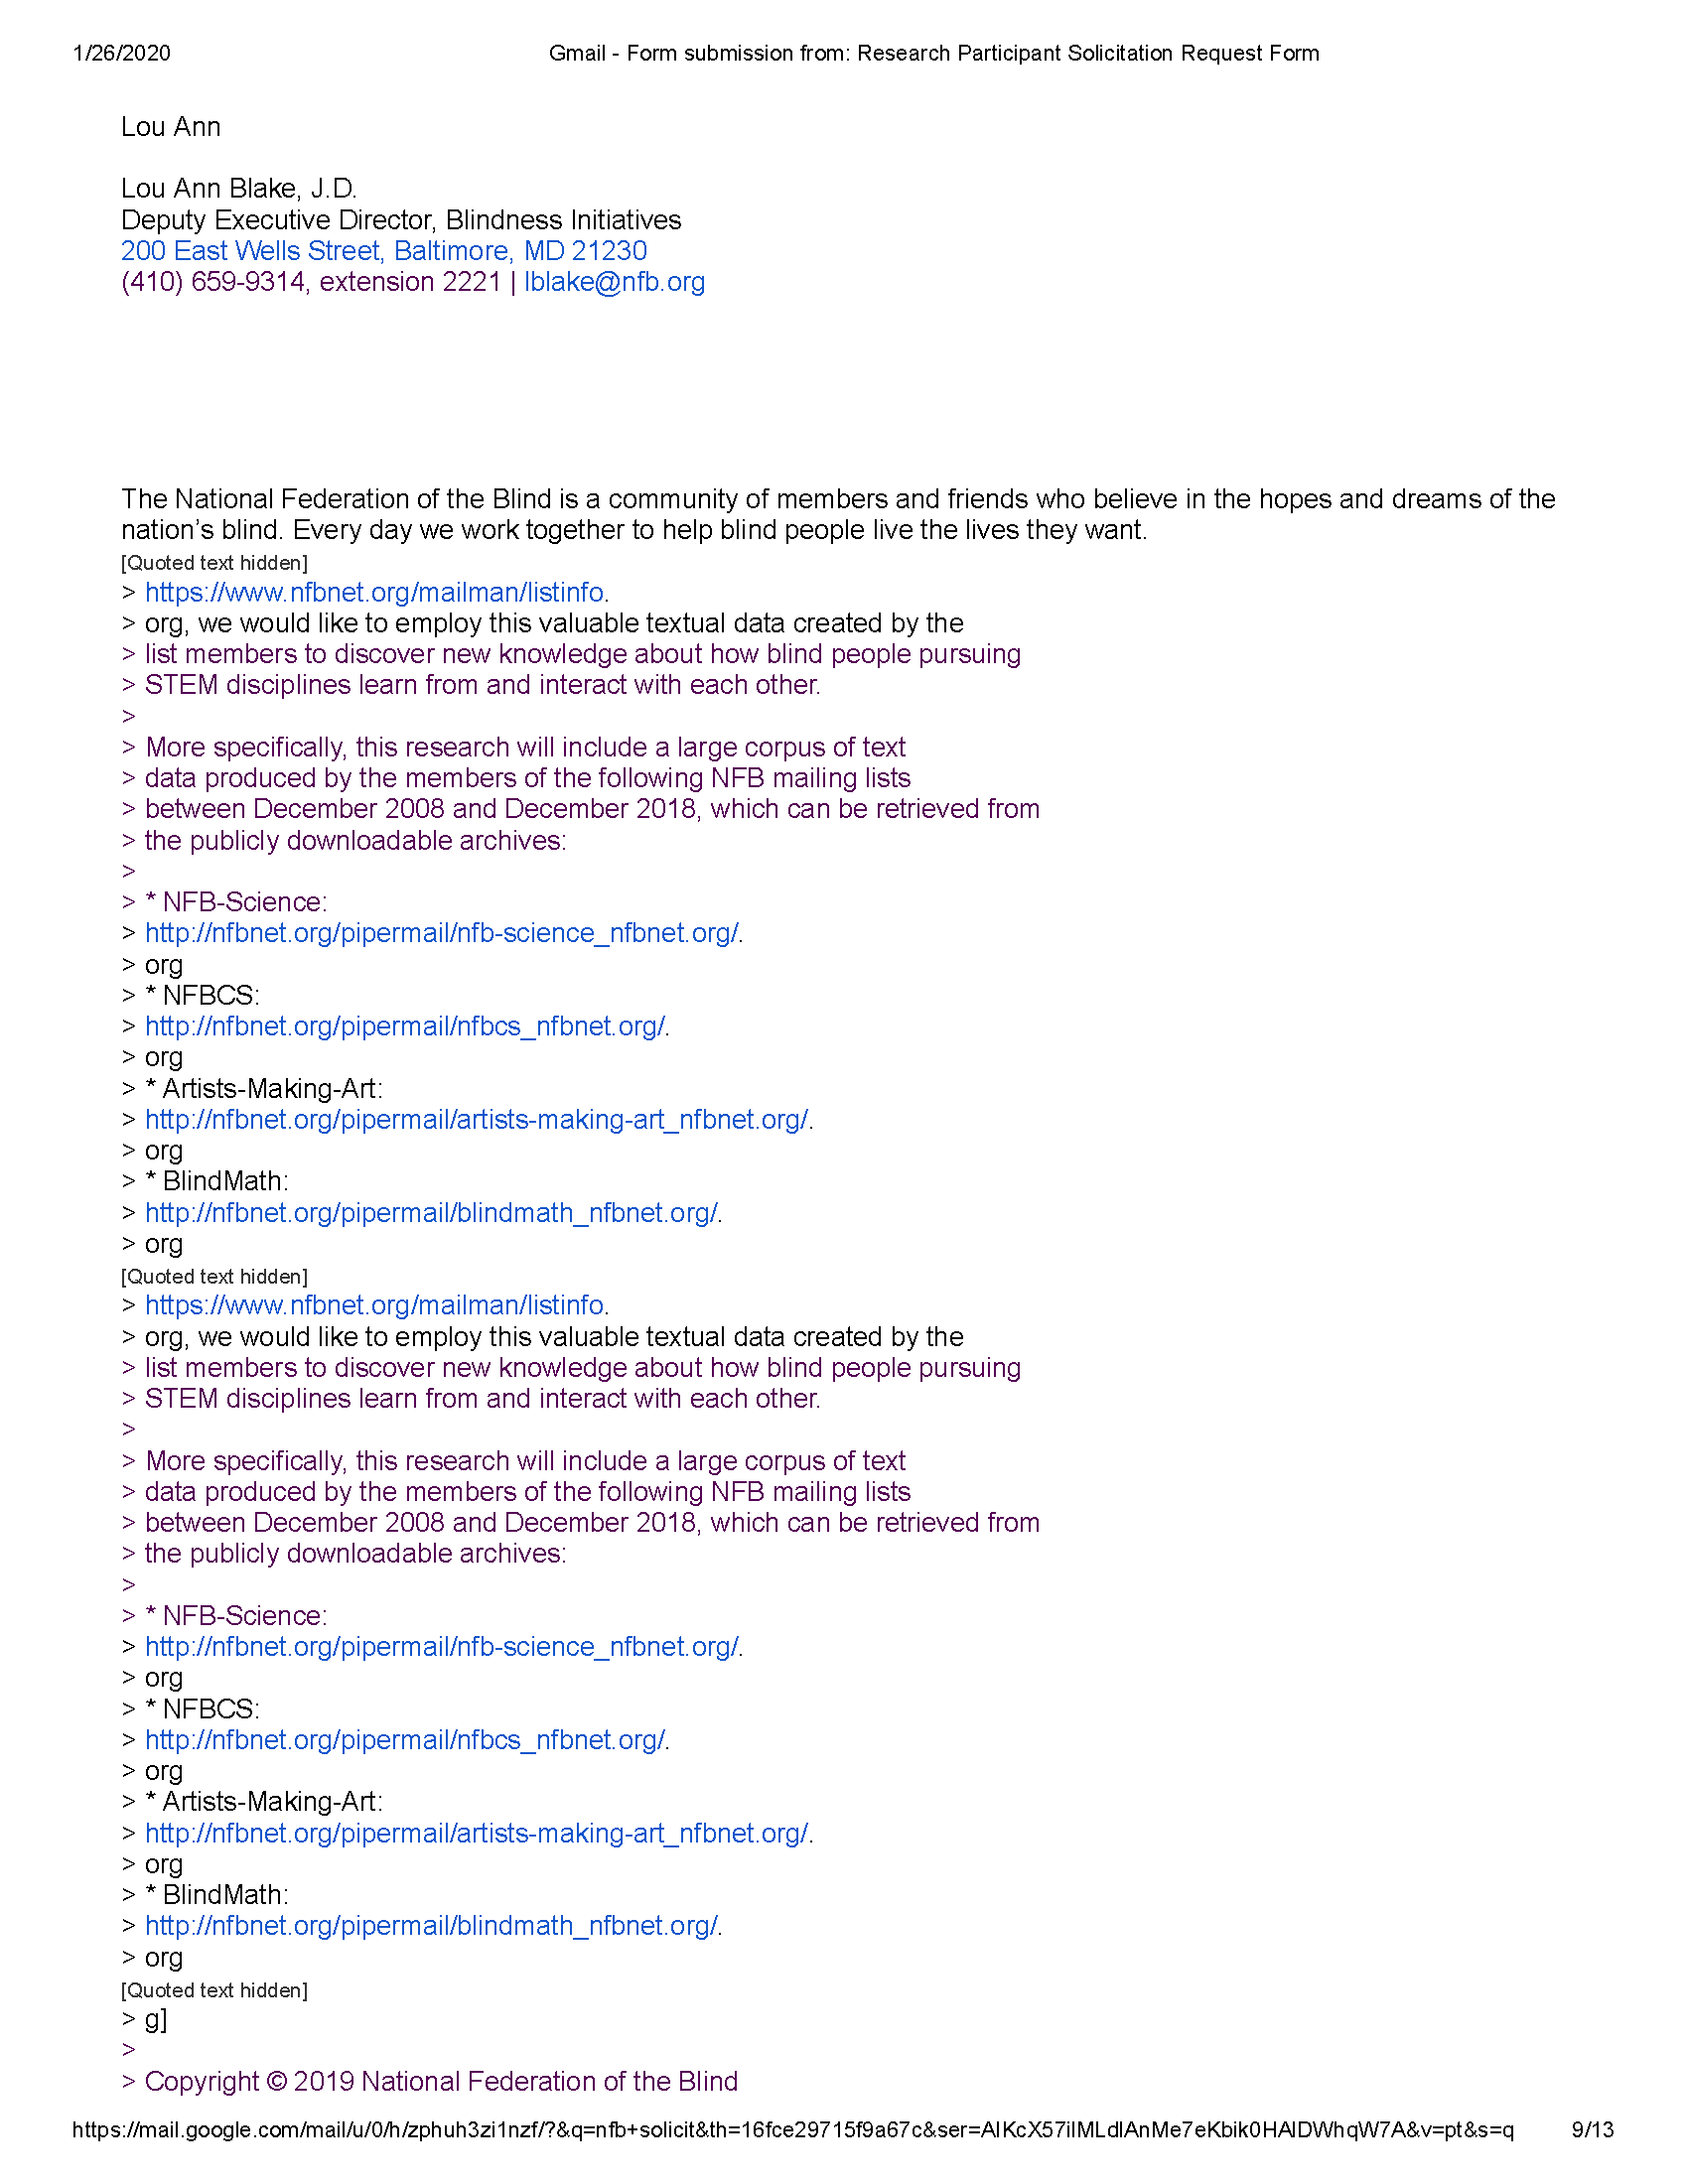 1/26/2020 Gmail - Form submission from: Research Participant Solicitation Request Form
Lou Ann
Lou Ann Blake, J.D.
Deputy Executive Director, Blindness Initiatives
200 East Wells Street, Baltimore, MD 21230
(410) 659-9314, extension 2221 | lblake@nfb.org
The National Federation of the Blind is a community of members and friends who believe in the hopes and dreams of the
nation’s blind. Every day we work together to help blind people live the lives they want.
[Quoted text hidden]
> https://www.nfbnet.org/mailman/listinfo.
> org, we would like to employ this valuable textual data created by the
> list members to discover new knowledge about how blind people pursuing
> STEM disciplines learn from and interact with each other.
>
> More specifically, this research will include a large corpus of text
> data produced by the members of the following NFB mailing lists
> between December 2008 and December 2018, which can be retrieved from
> the publicly downloadable archives:
>
> * NFB-Science:
> http://nfbnet.org/pipermail/nfb-science_nfbnet.org/.
> org
> * NFBCS:
> http://nfbnet.org/pipermail/nfbcs_nfbnet.org/.
> org
> * Artists-Making-Art:
> http://nfbnet.org/pipermail/artists-making-art_nfbnet.org/.
> org
> * BlindMath:
> http://nfbnet.org/pipermail/blindmath_nfbnet.org/.
> org
[Quoted text hidden]
> https://www.nfbnet.org/mailman/listinfo.
> org, we would like to employ this valuable textual data created by the
> list members to discover new knowledge about how blind people pursuing
> STEM disciplines learn from and interact with each other.
>
> More specifically, this research will include a large corpus of text
> data produced by the members of the following NFB mailing lists
> between December 2008 and December 2018, which can be retrieved from
> the publicly downloadable archives:
>
> * NFB-Science:
> http://nfbnet.org/pipermail/nfb-science_nfbnet.org/.
> org
> * NFBCS:
> http://nfbnet.org/pipermail/nfbcs_nfbnet.org/.
> org
> * Artists-Making-Art:
> http://nfbnet.org/pipermail/artists-making-art_nfbnet.org/.
> org
> * BlindMath:
> http://nfbnet.org/pipermail/blindmath_nfbnet.org/.
> org
[Quoted text hidden]
> g]
>
> Copyright © 2019 National Federation of the Blind
https://mail.google.com/mail/u/0/h/zphuh3zi1nzf/?&q=nfb+solicit&th=16fce29715f9a67c&ser=AIKcX57iIMLdIAnMe7eKbik0HAIDWhqW7A&v=pt&s=q 9/13